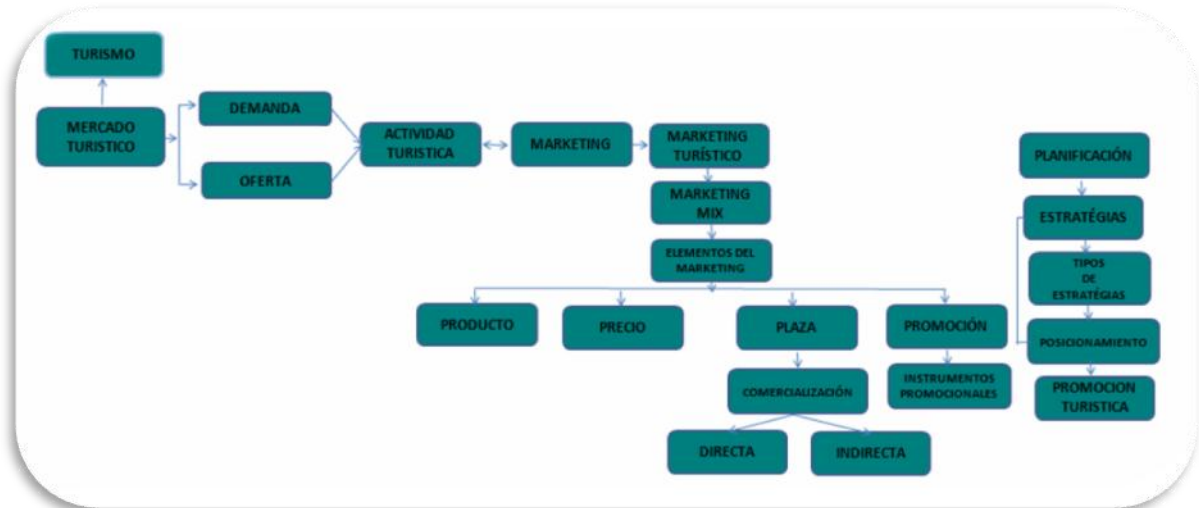 TURISMO
MERCADO
TURISTICO
DEMANDA
OFERTA
ACTIVIDAD
TURISTICA
MARKETING
MARKETING
TURÍSTICO
MARKETING
MIX
ELEMENTOS DEL
MARKETING
PRODUCTO
PRECIO
PLAZA
PROMOCIÓN
COMERCIALIZACIÓN
INSTRUMENTOS
PROMOCIONALES
DIRECTA
INDIRECTA
PLANIFICACIÓN
ESTRATÉGIAS
TIPOS
DE
ESTRATÉGIAS
POSICIONAMIENTO
PROMOCION
TURISTICA